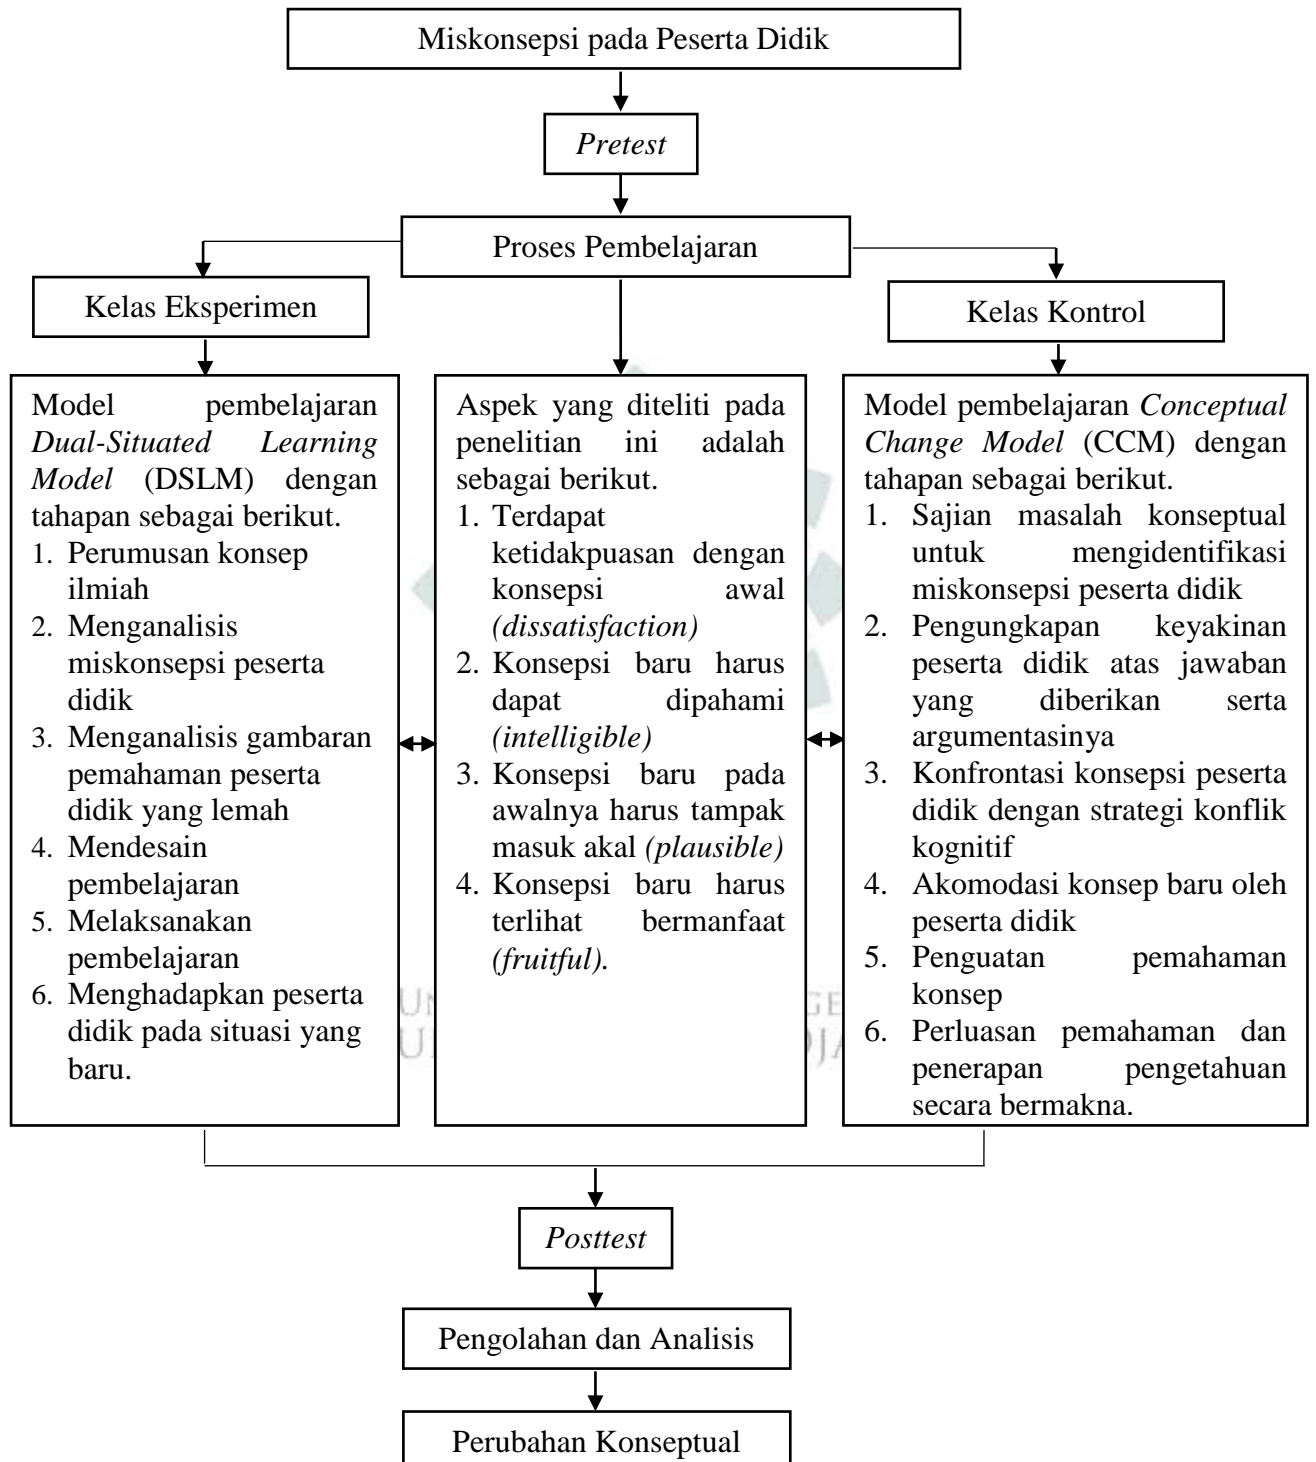 Miskonsepsi pada Peserta Didik
Pretest
Proses Pembelajaran
Kelas Eksperimen
Kelas Kontrol
Model pembelajaran
Dual-Situated Learning
Model (DSLM) dengan
tahapan sebagai berikut.
1. Perumusan konsep
ilmiah
2. Menganalisis
miskonsepsi peserta
didik
3. Menganalisis gambaran
pemahaman peserta
didik yang lemah
4. Mendesain
pembelajaran
5. Melaksanakan
pembelajaran
6. Menghadapkan peserta
didik pada situasi yang
baru.
Aspek yang diteliti pada
penelitian ini adalah
sebagai berikut.
1. Terdapat
ketidakpuasan dengan
konsepsi awal
(dissatisfaction)
2. Konsepsi baru harus
dapat dipahami
(intelligible)
3. Konsepsi baru pada
awalnya harus tampak
masuk akal (plausible)
4. Konsepsi baru harus
terlihat bermanfaat
(fruitful).
Model pembelajaran Conceptual
Change Model (CCM) dengan
tahapan sebagai berikut.
1. Sajian masalah konseptual
untuk mengidentifikasi
miskonsepsi peserta didik
2. Pengungkapan keyakinan
peserta didik atas jawaban
yang diberikan serta
argumentasinya
3. Konfrontasi konsepsi peserta
didik dengan strategi konflik
kognitif
4. Akomodasi konsep baru oleh
peserta didik
5. Penguatan pemahaman
konsep
6. Perluasan pemahaman dan
penerapan pengetahuan
secara bermakna.
Posttest
Pengolahan dan Analisis
Perubahan Konseptual